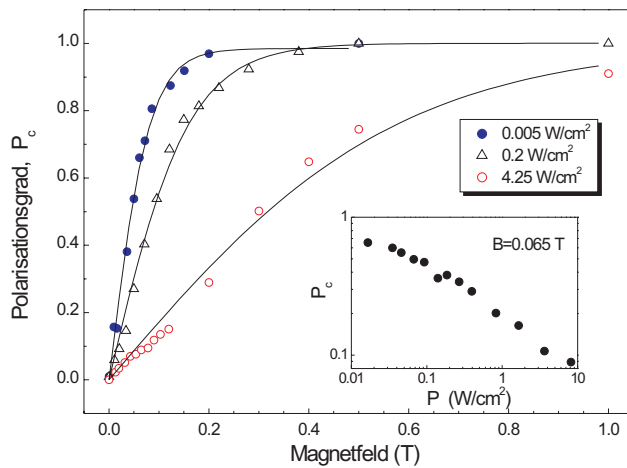 Polarisationsgrad, P_c
1.0
0.8
0.6
0.4
0.2
0.0
0.005 W/cm²
0.2 W/cm²
4.25 W/cm²
B=0.065 T
P_c
1
0.1
0.01
0.1
1
10
P (W/cm²)
0.0
0.2
0.4
0.6
0.8
1.0
Magnetfeld (T)